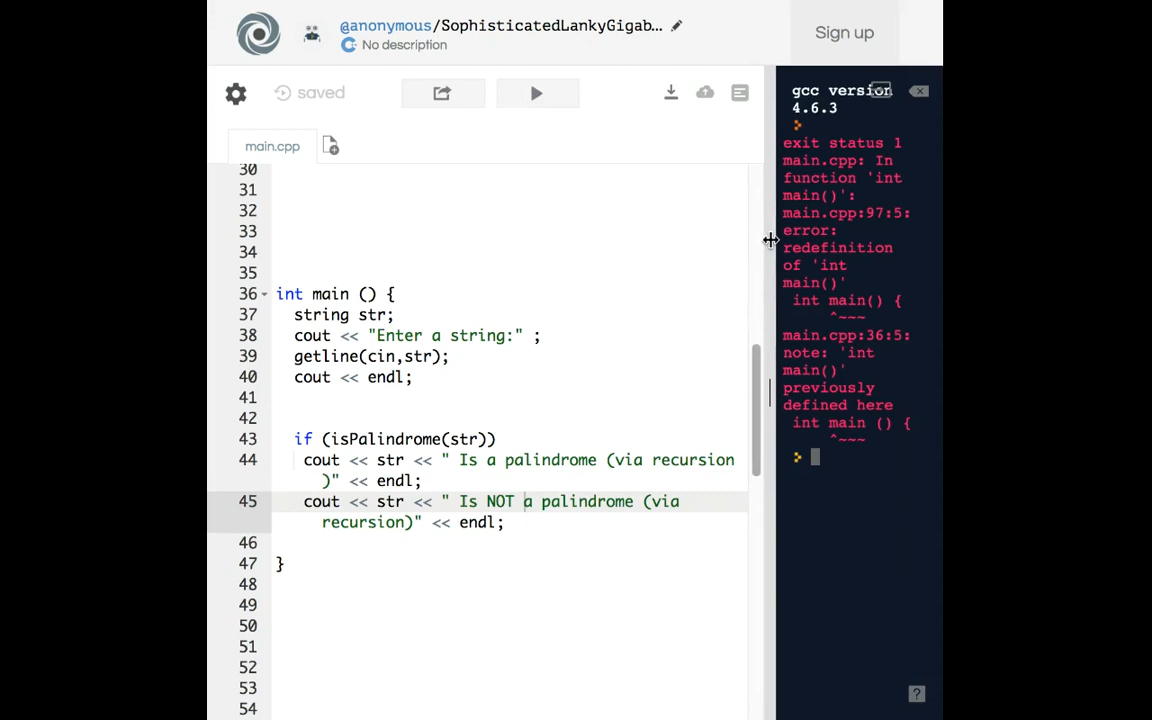 @anonymous/SophisticatedLankyGigab...
No description
Sign up
saved
main.cpp
30
31
32
33
34
35
36 int main () {
37 string str;
38 cout << "Enter a string:" ;
39 getline(cin,str);
40 cout << endl;
41
42
43 if (isPalindrome(str))
44 cout << str << " Is a palindrome (via recursion
)" << endl;
45 cout << str << " Is NOT a palindrome (via
recursion)" << endl;
46
47 }
48
49
50
51
52
53
54
gcc version
4.6.3
exit status 1
main.cpp: In
function 'int
main()':
main.cpp:97:5:
error:
redefinition
of 'int
main()'
int main() {
^~~~
main.cpp:36:5:
note: 'int
main()'
previously
defined here
int main () {
^~~~
?